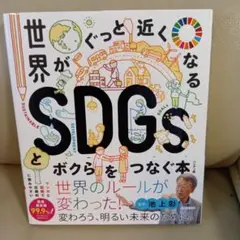 世界がぐっと近くなる
SDGs
とボクらをつなぐ本
世界のルールが
変わった!
池上彰
変わろう、明るい未来の
99.9%!